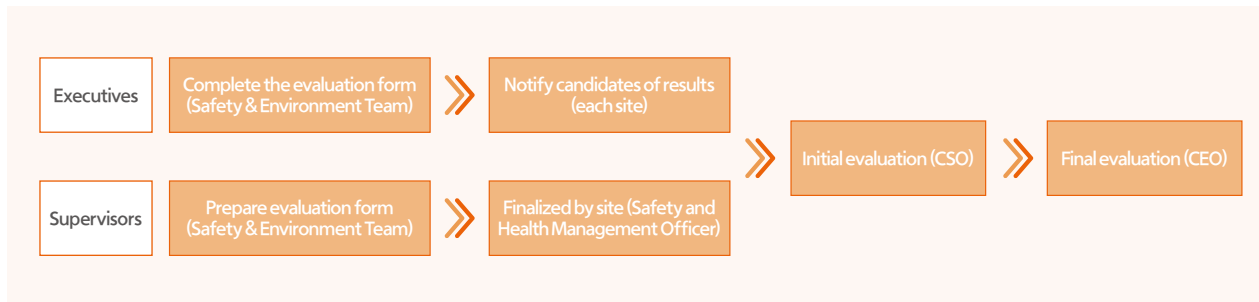 Executives
Complete the evaluation form
(Safety & Environment Team)
Notify candidates of results
(each site)
Supervisors
Prepare evaluation form
(Safety & Environment Team)
Finalized by site (Safety and
Health Management Officer)
Initial evaluation (CSO)
Final evaluation (CEO)